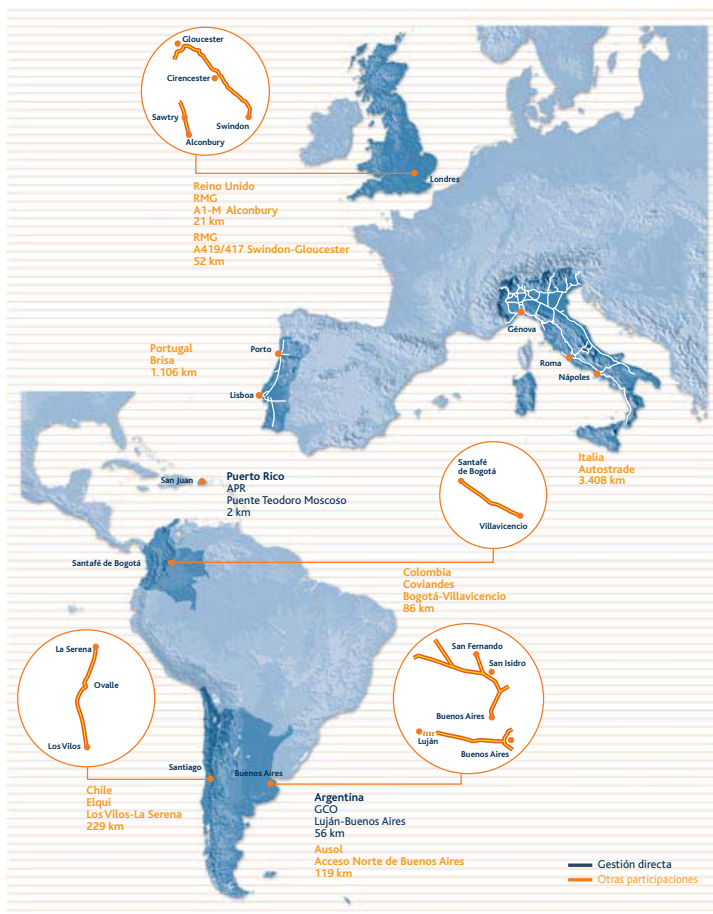 Gloucester
Cirencester
Sawtry
Swindon
Alconbury
Londres
Reino Unido
RMG
A1-M Alconbury
21 km
RMG
A419/417 Swindon-Gloucester
52 km
Génova
Roma
Nápoles
Porto
Lisboa
Portugal
Brisa
1.106 km
Italia
Autostrade
3.408 km
San Juan
Puerto Rico
APR
Puente Teodoro Moscoso
2 km
Santafé
de Bogotá
Villavicencio
Santafé de Bogotá
Colombia
Coviandes
Bogotá-Villavicencio
86 km
La Serena
Ovalle
Los Vilos
San Fernando
San Isidro
Buenos Aires
Luján
Buenos Aires
Santiago
Buenos Aires
Chile
Elqui
Los Vilos-La Serena
229 km
Argentina
GCO
Luján-Buenos Aires
56 km
Ausol
Acceso Norte de Buenos Aires
119 km
Gestión directa
Otras participaciones